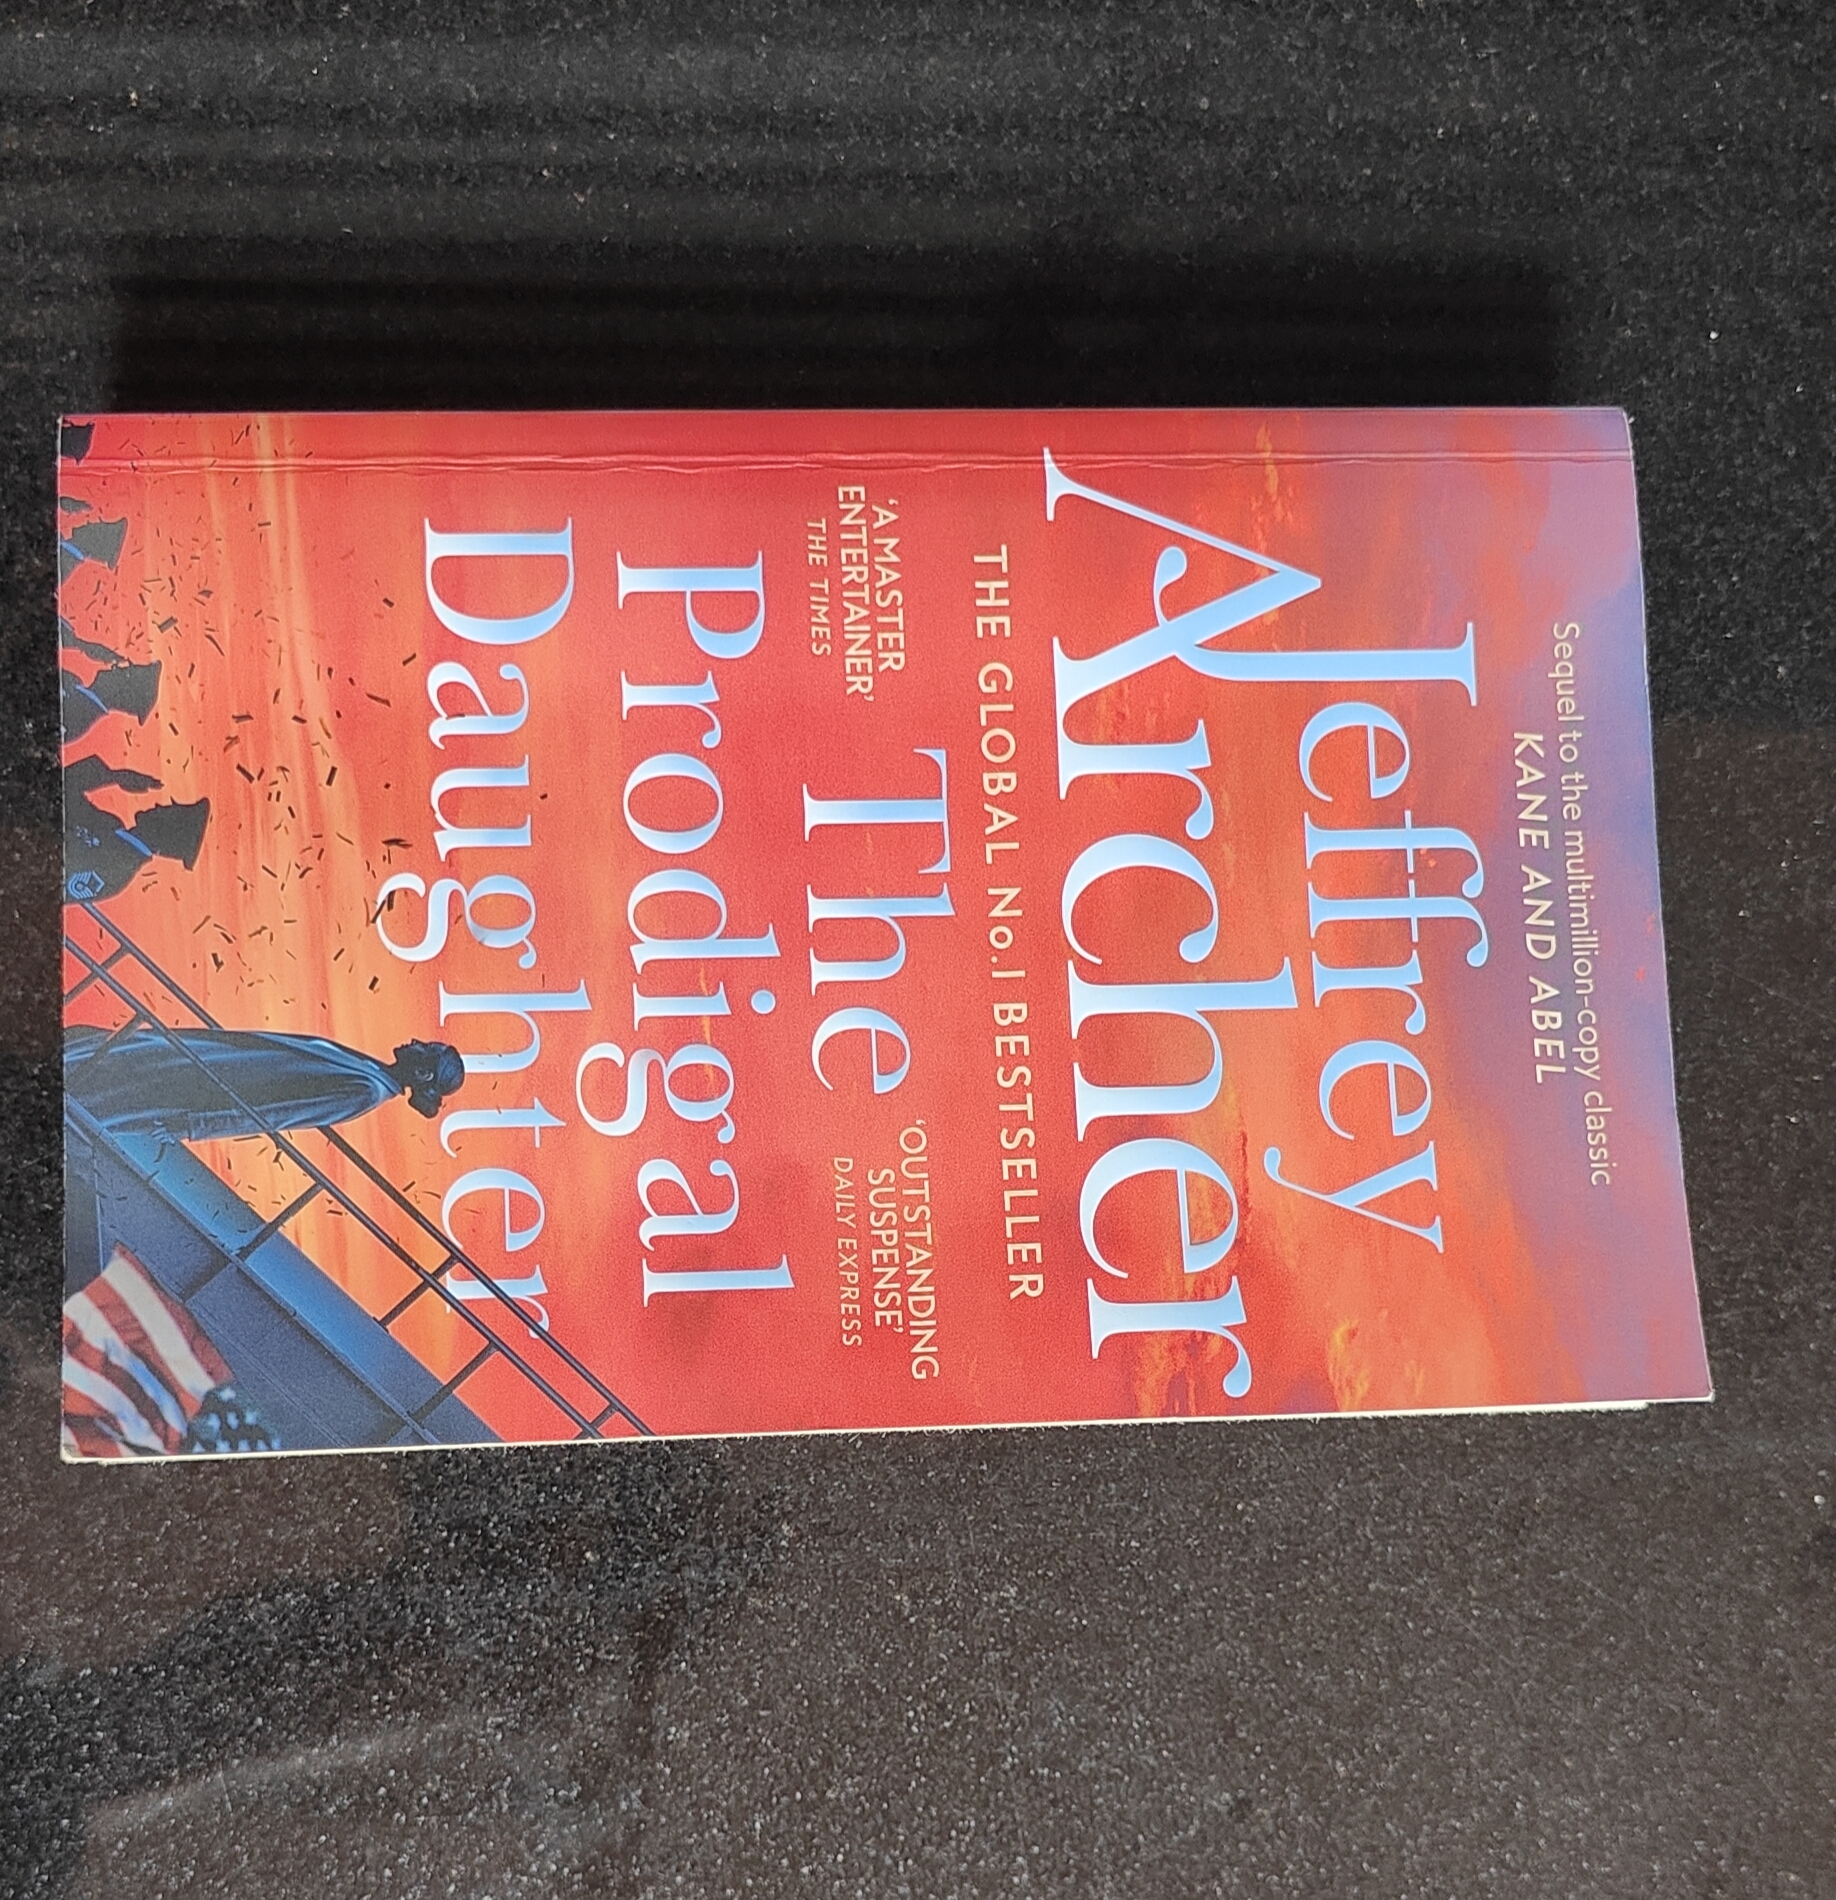 Sequel to the multimillion-copy classic
KANE AND ABEL
Jeffrey
Archer
THE GLOBAL No.1 BESTSELLER
'A MASTER
ENTERTAINER'
THE TIMES
'OUTSTANDING
SUSPENSE'
DAILY EXPRESS
The
Prodigal
Daughter